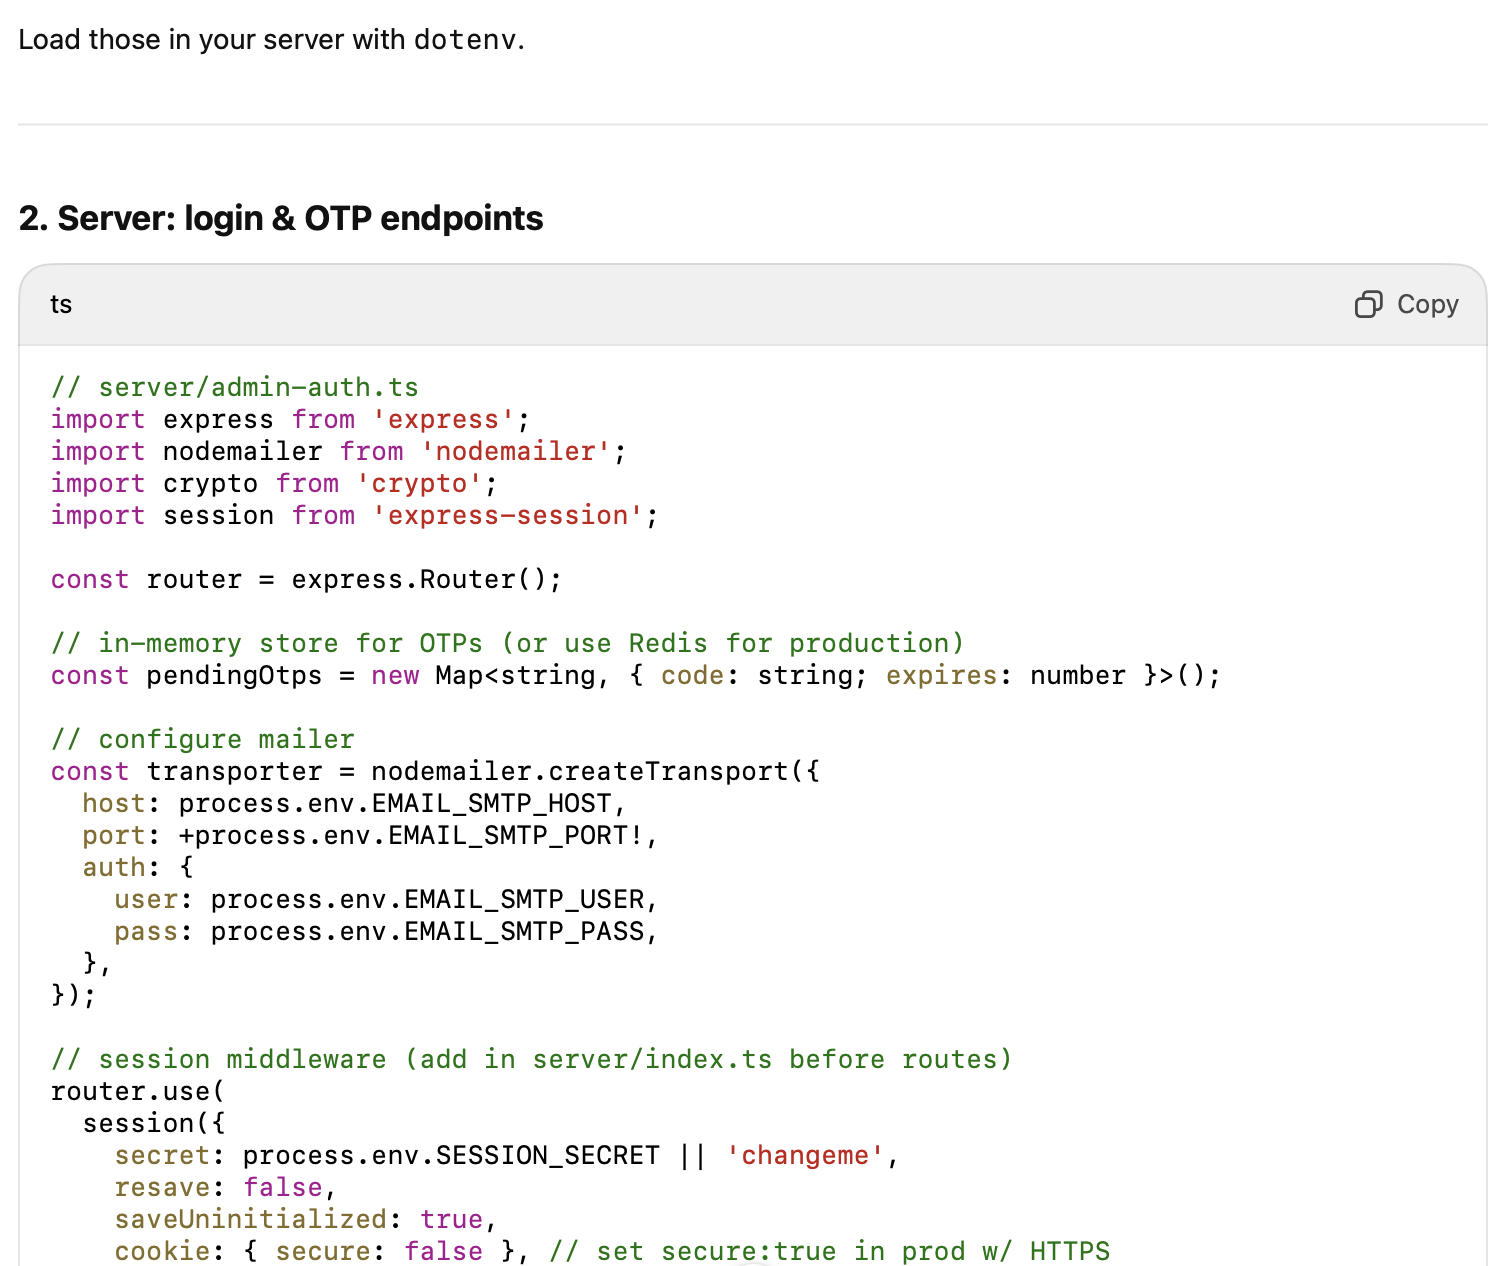 Load those in your server with dotenv.
2. Server: login & OTP endpoints
ts
Copy
// server/admin-auth.ts
import express from 'express';
import nodemailer from 'nodemailer';
import crypto from 'crypto';
import session from 'express-session';
const router = express.Router();
// in-memory store for OTPs (or use Redis for production)
const pendingOtps = new Map<string, { code: string; expires: number }>();
// configure mailer
const transporter = nodemailer.createTransport({
  host: process.env.EMAIL_SMTP_HOST,
  port: +process.env.EMAIL_SMTP_PORT!,
  auth: {
    user: process.env.EMAIL_SMTP_USER,
    pass: process.env.EMAIL_SMTP_PASS,
  },
});
// session middleware (add in server/index.ts before routes)
router.use(
  session({
    secret: process.env.SESSION_SECRET || 'changeme',
    resave: false,
    saveUninitialized: true,
    cookie: { secure: false }, // set secure:true in prod w/ HTTPS